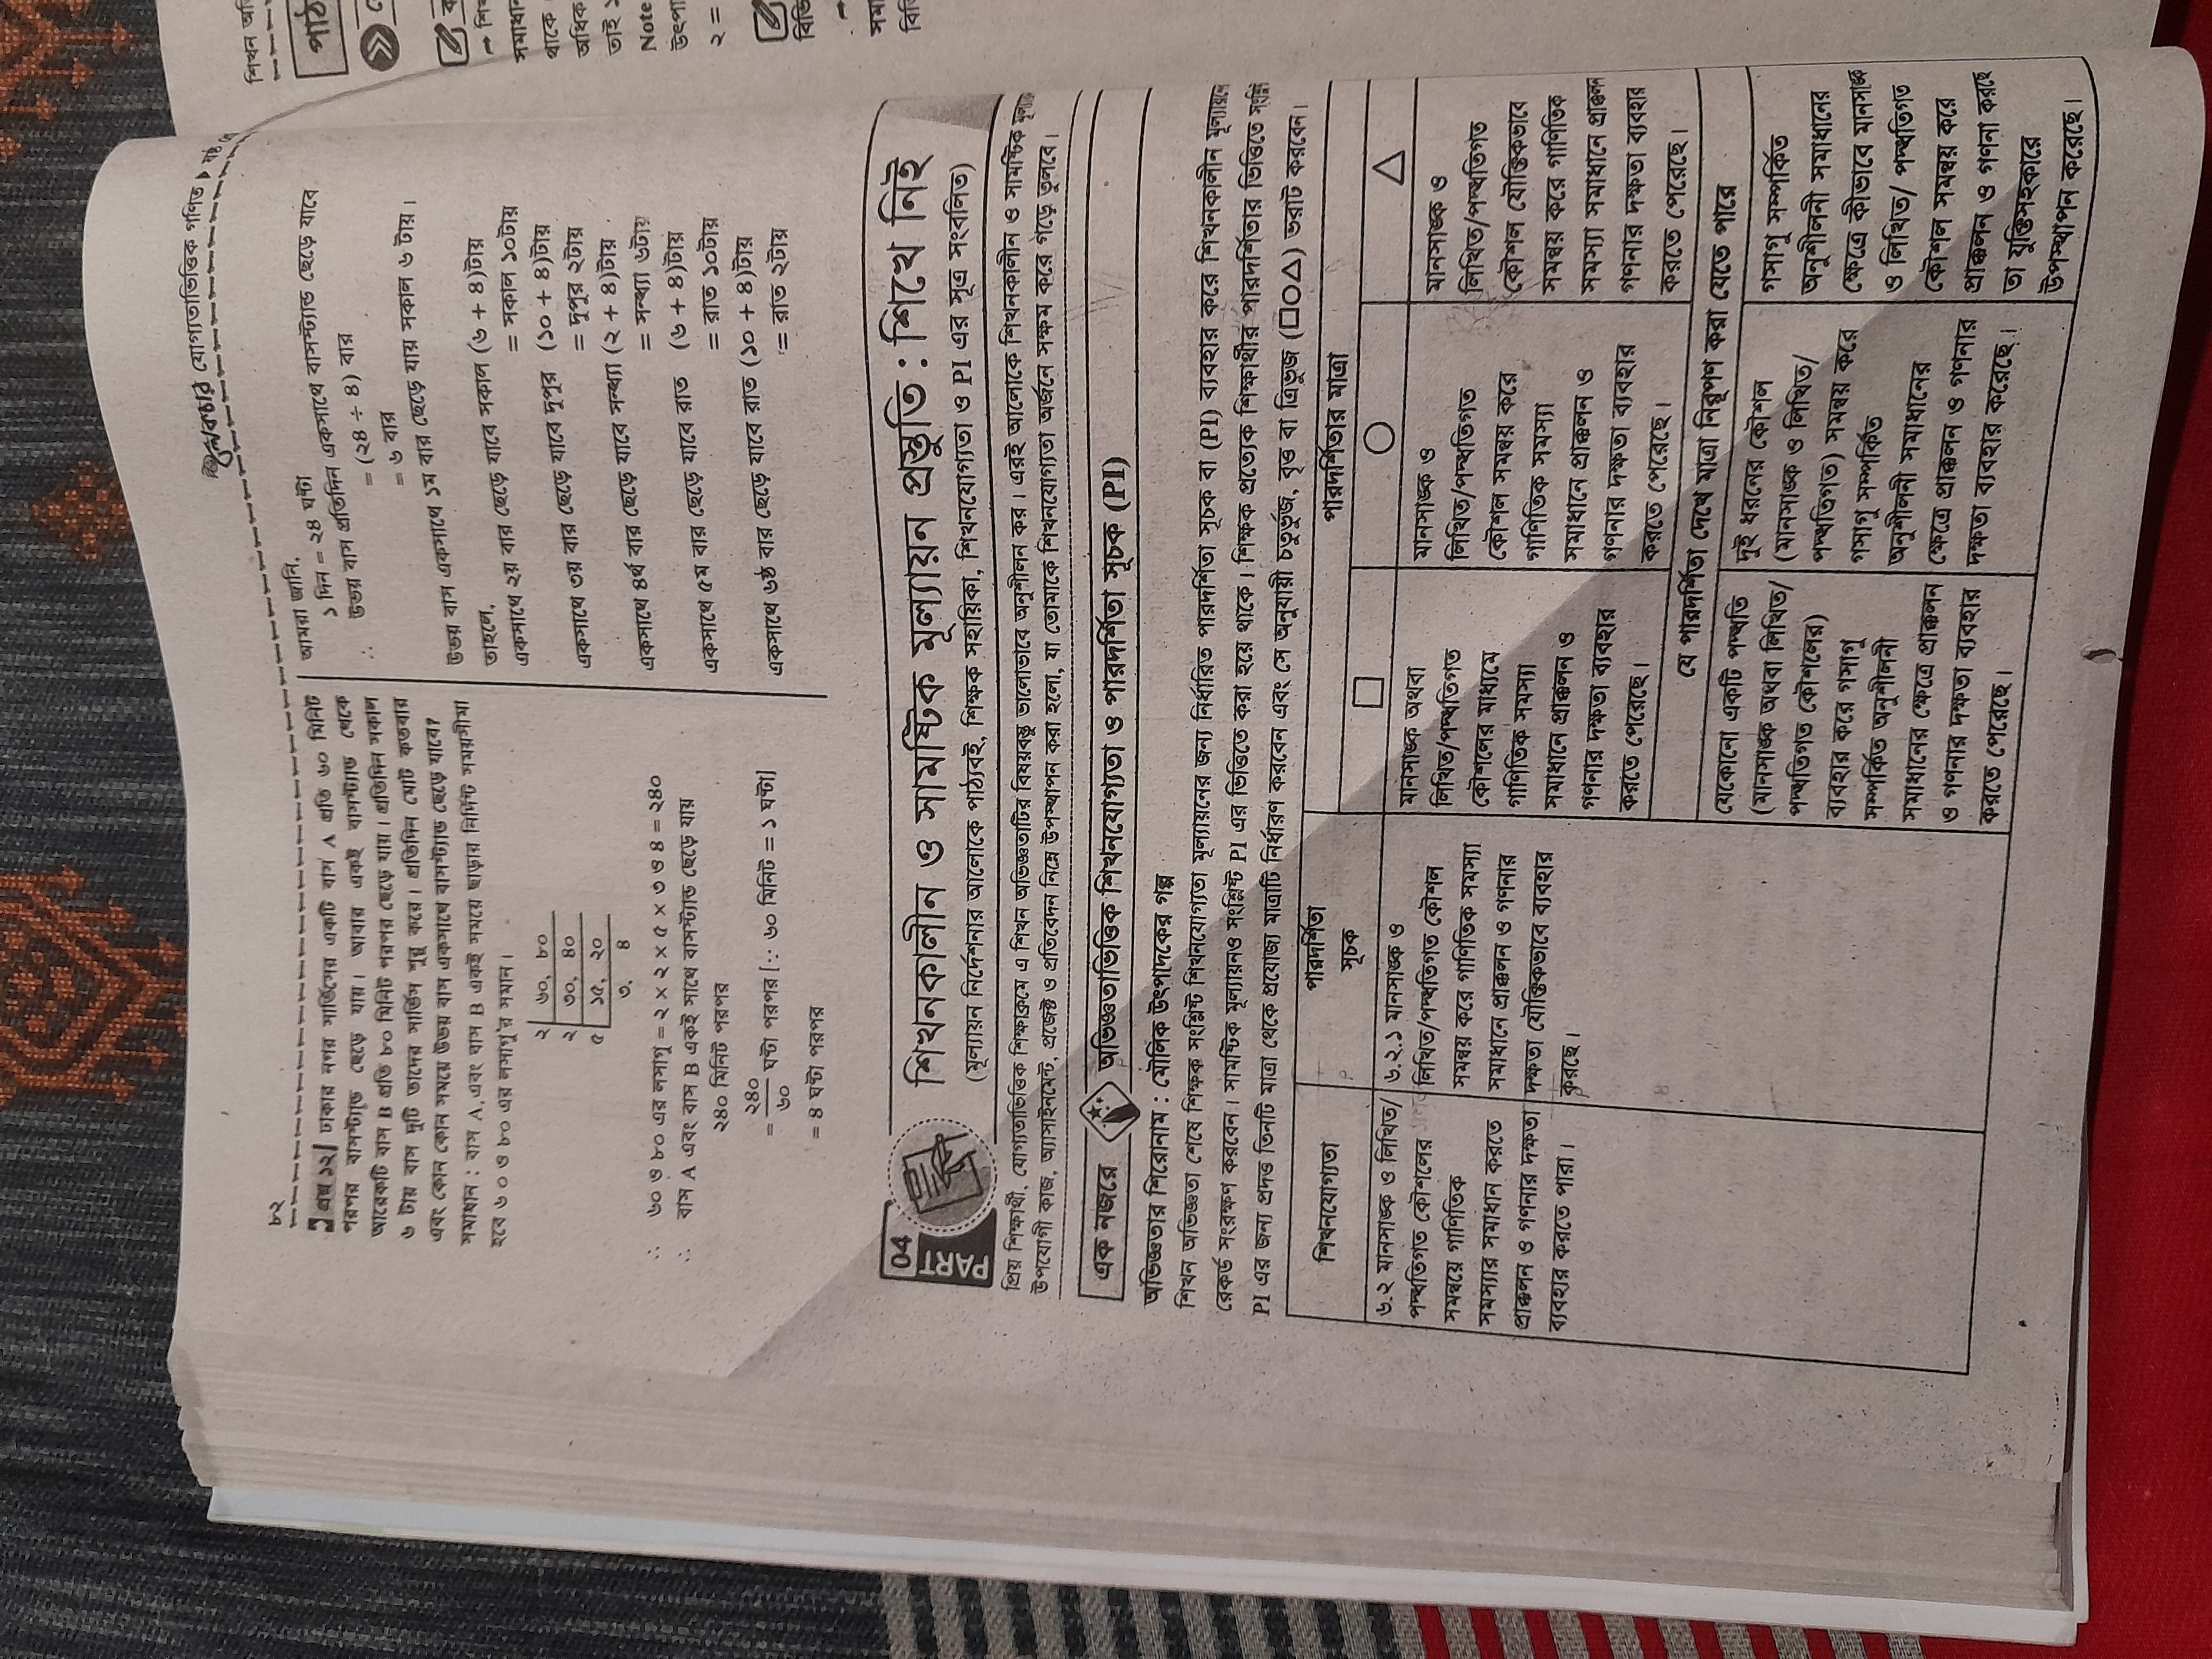 লেকচার যোগ্যতাভিত্তিক গণিত ▶ ষষ্ঠ
৮২
প্রশ্ন ১২| ঢাকার নগর সার্ভিসের একটি বাস A প্রতি ৬০ মিনিট
পরপর বাসস্ট্যান্ড ছেড়ে যায়। আবার একই বাসস্ট্যান্ড থেকে
আরেকটি বাস B প্রতি ৮০ মিনিট পরপর ছেড়ে যায়। প্রতিদিন সকাল
৬ টায় বাস দুটি তাদের সার্ভিস শুরু করে। প্রতিদিন মোট কতবার
এবং কোন কোন সময়ে উভয় বাস একসাথে বাসস্ট্যান্ড ছেড়ে যাবে?
সমাধান : বাস A, এবং বাস B একই সময়ে ছাড়ার নির্দিষ্ট সময়সীমা
হবে ৬০ ও ৮০ এর লসাগু'র সমান।
২ | ৬০, ৮০
২ | ৩০, ৪০
৫ | ১৫, ২০
৩, ৪
∴ ৬০ ও ৮০ এর লসাগু = ২ × ২ × ৫ × ৩ ও ৪ = ২৪০
∴ বাস A এবং বাস B একই সাথে বাসস্ট্যান্ড ছেড়ে যায়
২৪০ মিনিট পরপর
= ২৪০/৬০ ঘণ্টা পরপর [∵ ৬০ মিনিট = ১ ঘণ্টা]
= ৪ ঘণ্টা পরপর
আমরা জানি,
১ দিন = ২৪ ঘণ্টা
∴ উভয় বাস প্রতিদিন একসাথে বাসস্ট্যান্ড ছেড়ে যাবে
= (২৪ ÷ ৪) বার
= ৬ বার
উভয় বাস একসাথে ১ম বার ছেড়ে যায় সকাল ৬ টায়।
তাহলে,
একসাথে ২য় বার ছেড়ে যাবে সকাল (৬ + ৪)টায়
= সকাল ১০টায়
একসাথে ৩য় বার ছেড়ে যাবে দুপুর (১০ + ৪)টায়
= দুপুর ২টায়
একসাথে ৪র্থ বার ছেড়ে যাবে সন্ধ্যা (২ + ৪)টায়
= সন্ধ্যা ৬টায়
একসাথে ৫ম বার ছেড়ে যাবে রাত (৬ + ৪)টায়
= রাত ১০টায়
একসাথে ৬ষ্ঠ বার ছেড়ে যাবে রাত (১০ + ৪)টায়
= রাত ২টায়
PART 04
শিখনকালীন ও সামষ্টিক মূল্যায়ন প্রস্তুতি : শিখে নিই
(মূল্যায়ন নির্দেশনার আলোকে পাঠ্যবই, শিক্ষক সহায়িকা, শিখনযোগ্যতা ও PI এর সূত্র সংবলিত)
প্রিয় শিক্ষার্থী, যোগ্যতাভিত্তিক শিক্ষাক্রমে এ শিখন অভিজ্ঞতাটির বিষয়বস্তু ভালোভাবে অনুশীলন কর। এরই আলোকে শিখনকালীন ও সামষ্টিক
উপযোগী কাজ, অ্যাসাইনমেন্ট, প্রজেক্ট ও প্রতিবেদন নিম্নে উপস্থাপন করা হলো, যা তোমাকে শিখনযোগ্যতা অর্জনে সক্ষম করে গড়ে তুলবে।
এক নজরে অভিজ্ঞতাভিত্তিক শিখনযোগ্যতা ও পারদর্শিতা সূচক (PI)
অভিজ্ঞতার শিরোনাম : মৌলিক উৎপাদকের গল্প
শিখন অভিজ্ঞতা শেষে শিক্ষক সংশ্লিষ্ট শিখনযোগ্যতা মূল্যায়নের জন্য নির্ধারিত পারদর্শিতা সূচক বা (PI) ব্যবহার করে শিখনকালীন মূল্যায়নের
রেকর্ড সংরক্ষণ করবেন। সামষ্টিক মূল্যায়নও সংশ্লিষ্ট PI এর ভিত্তিতে করা হয়ে থাকে। শিক্ষক প্রত্যেক শিক্ষার্থীর পারদর্শিতার ভিত্তিতে
PI এর জন্য প্রদত্ত তিনটি মাত্রা থেকে প্রযোজ্য মাত্রাটি নির্ধারণ করবেন এবং সে অনুযায়ী চতুর্ভুজ, বৃত্ত বা ত্রিভুজ (□○△) ভরাট করবেন।
শিখনযোগ্যতা
পারদর্শিতা
সূচক
পারদর্শিতার মাত্রা
□ ○ △
৬.২ মানসাঙ্ক ও লিখিত/
পদ্ধতিগত কৌশলের
সমন্বয়ে গাণিতিক
সমস্যার সমাধান করতে
প্রাক্কলন ও গণনার দক্ষতা
ব্যবহার করতে পারা।
৬.২.১ মানসাঙ্ক ও
লিখিত/পদ্ধতিগত কৌশল
সমন্বয় করে গাণিতিক সমস্যা
সমাধানে প্রাক্কলন ও গণনার
দক্ষতা যৌক্তিকভাবে ব্যবহার
করছে।
মানসাঙ্ক অথবা
লিখিত/পদ্ধতিগত
কৌশলের মাধ্যমে
গাণিতিক সমস্যা
সমাধানে প্রাক্কলন ও
গণনার দক্ষতা ব্যবহার
করতে পেরেছে।
মানসাঙ্ক ও
লিখিত/পদ্ধতিগত
কৌশল সমন্বয় করে
গাণিতিক সমস্যা
সমাধানে প্রাক্কলন ও
গণনার দক্ষতা ব্যবহার
করতে পেরেছে।
মানসাঙ্ক ও
লিখিত/পদ্ধতিগত
কৌশল যৌক্তিকভাবে
সমন্বয় করে গাণিতিক
সমস্যা সমাধানে প্রাক্কলন
গণনার দক্ষতা ব্যবহার
করতে পেরেছে।
যে পারদর্শিতা দেখে মাত্রা নিরূপণ করা যেতে পারে
যেকোনো একটি পদ্ধতি
(মানসাঙ্ক অথবা লিখিত/
পদ্ধতিগত কৌশলের)
ব্যবহার করে গসাগু
সম্পর্কিত অনুশীলনী
সমাধানের ক্ষেত্রে প্রাক্কলন
ও গণনার দক্ষতা ব্যবহার
করতে পেরেছে।
দুই ধরনের কৌশল
(মানসাঙ্ক ও লিখিত/
পদ্ধতিগত) সমন্বয় করে
গসাগু সম্পর্কিত
অনুশীলনী সমাধানের
ক্ষেত্রে প্রাক্কলন ও গণনার
দক্ষতা ব্যবহার করেছে।
গসাগু সম্পর্কিত
অনুশীলনী সমাধানের
ক্ষেত্রে কীভাবে মানসাঙ্ক
ও লিখিত/ পদ্ধতিগত
কৌশল সমন্বয় করে
প্রাক্কলন ও গণনা করছে
তা যুক্তিসহকারে
উপস্থাপন করেছে।
শিখন
সমাধান
থাকে
অধিক
তাই
Note
২ =